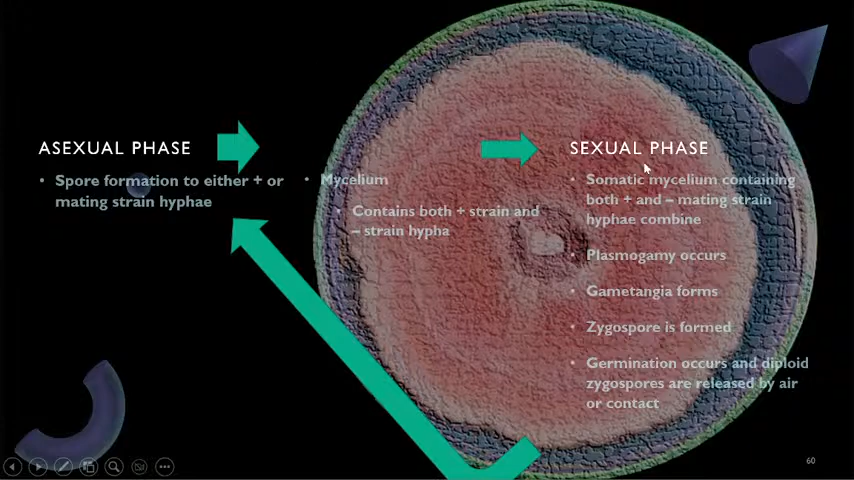 ASEXUAL PHASE
• Spore formation to either + or
mating strain hyphae
• Mycelium
• Contains both + strain and
– strain hypha
SEXUAL PHASE
• Somatic mycelium containing
both + and – mating strain
hyphae combine
• Plasmogamy occurs
• Gametangia forms
• Zygospore is formed
• Germination occurs and diploid
zygospores are released by air
or contact
60